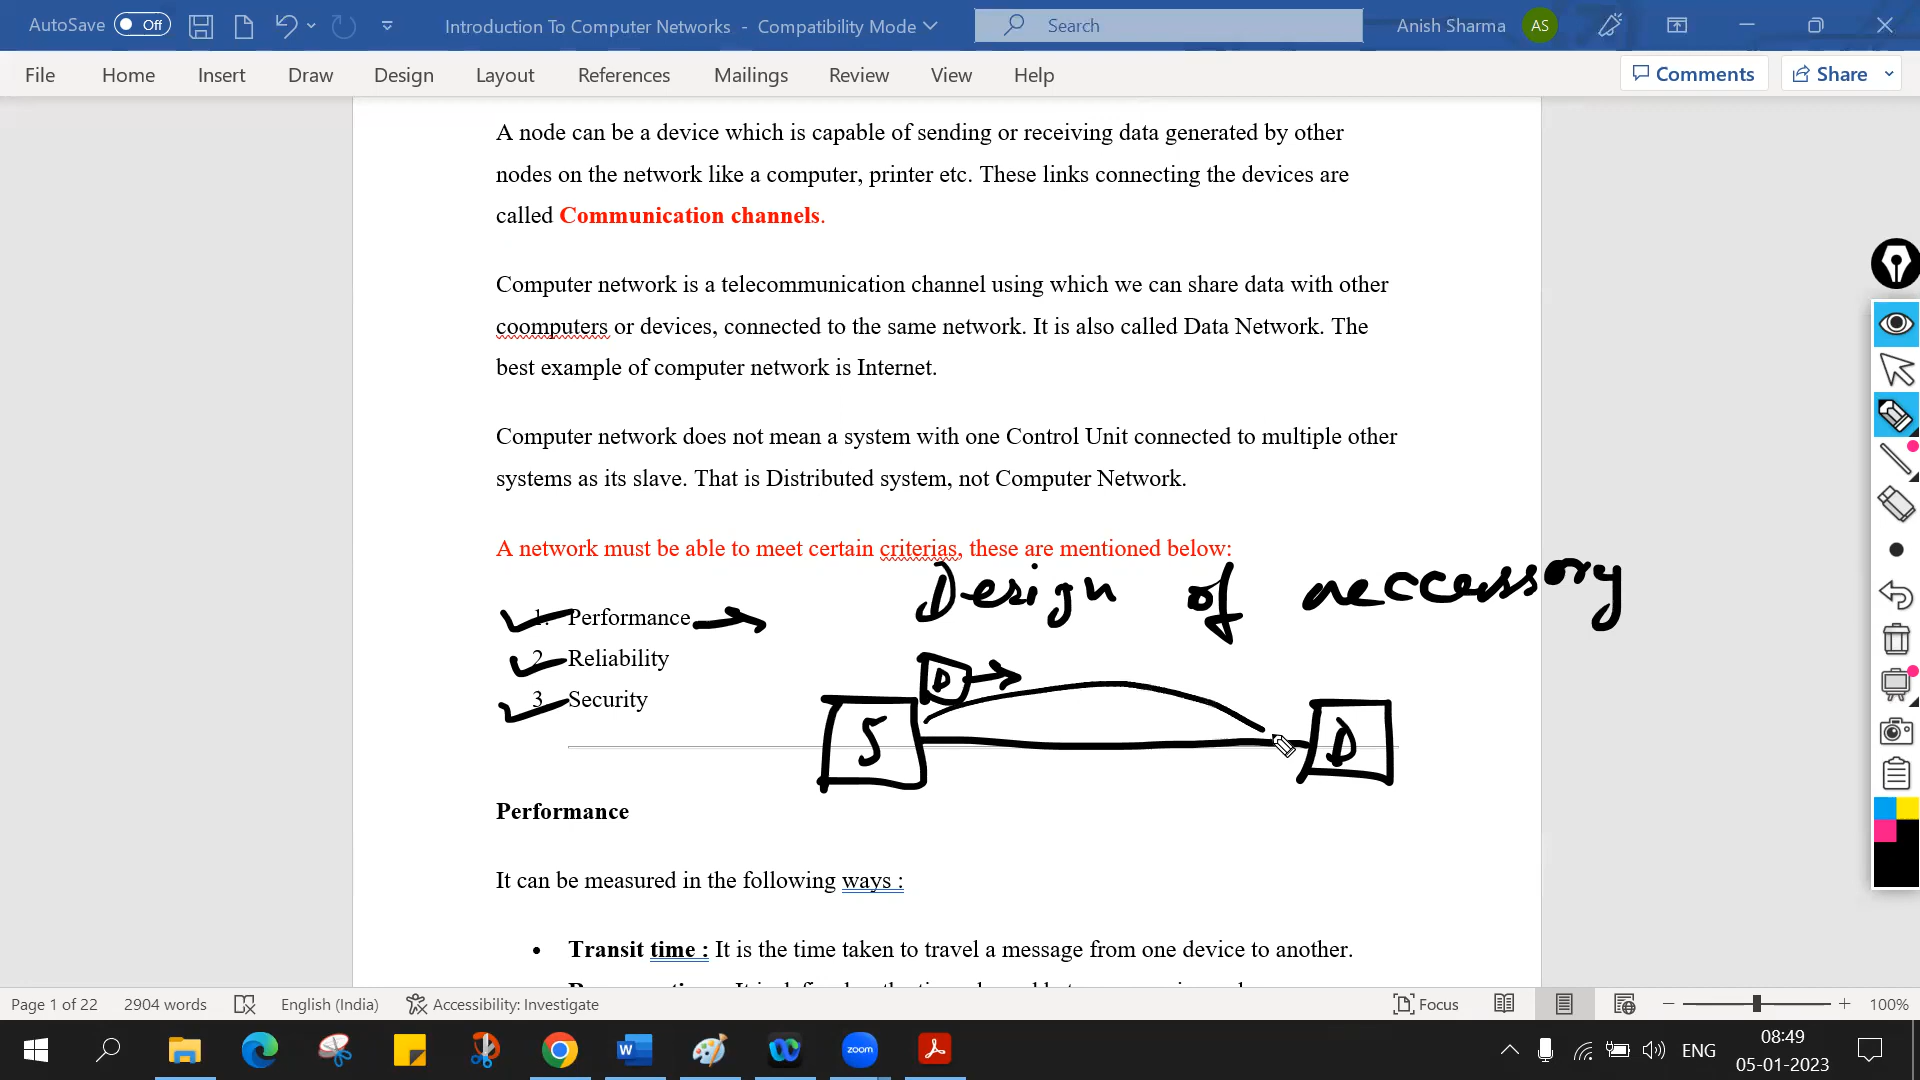 AutoSave Off Introduction To Computer Networks - Compatibility Mode Search Anish Sharma AS
File Home Insert Draw Design Layout References Mailings Review View Help Comments Share
A node can be a device which is capable of sending or receiving data generated by other
nodes on the network like a computer, printer etc. These links connecting the devices are
called Communication channels.
Computer network is a telecommunication channel using which we can share data with other
coomputers or devices, connected to the same network. It is also called Data Network. The
best example of computer network is Internet.
Computer network does not mean a system with one Control Unit connected to multiple other
systems as its slave. That is Distributed system, not Computer Network.
A network must be able to meet certain criterias, these are mentioned below:
Design of neccessory
1. Performance
2. Reliability
D
3. Security
S D
Performance
It can be measured in the following ways :
• Transit time : It is the time taken to travel a message from one device to another.
Page 1 of 22 2904 words English (India) Accessibility: Investigate Focus 100%
W zoom ENG 08:49
05-01-2023